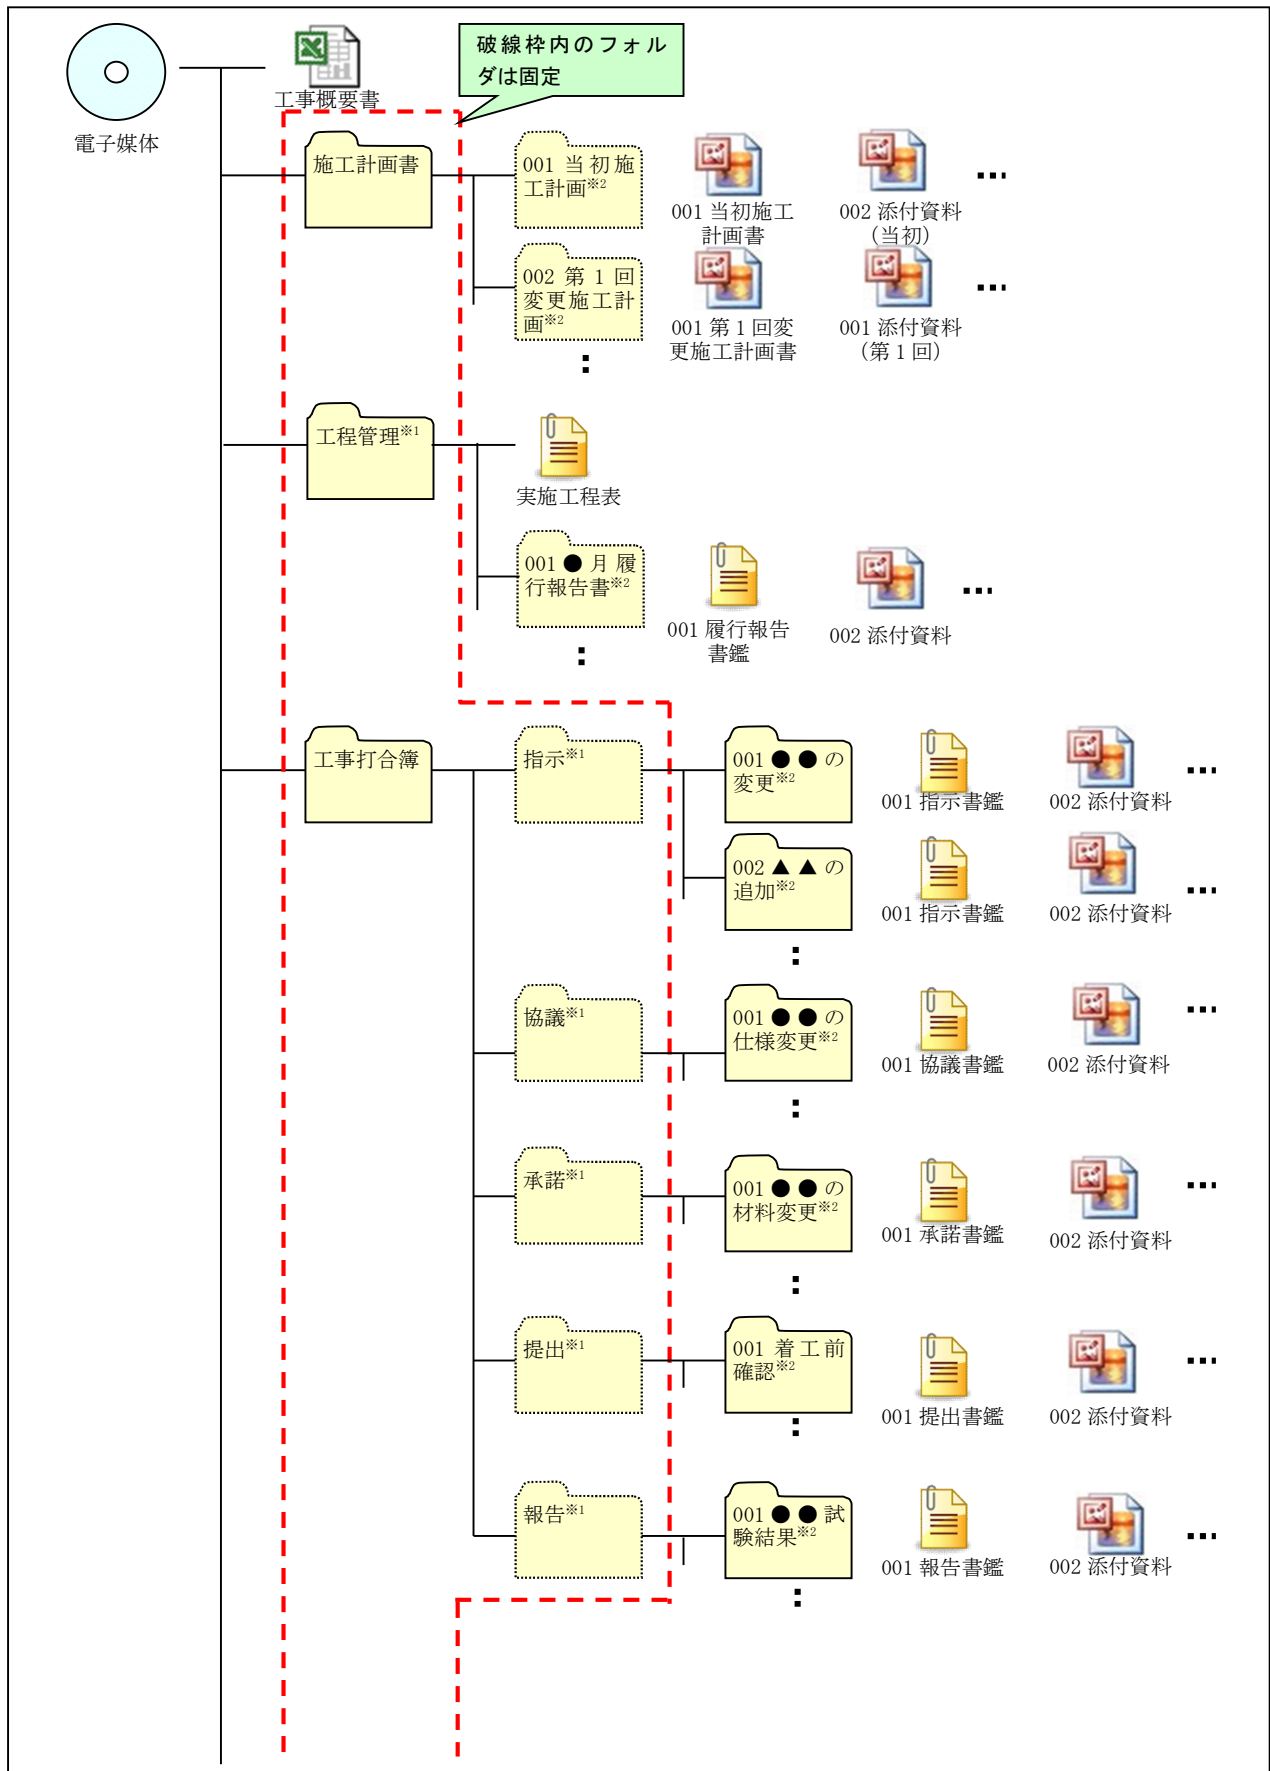 破線枠内のフォル
ダは固定
工事概要書
電子媒体
施工計画書
001 当初施
工計画※2
001 当初施工
計画書
002 添付資料
(当初)
002 第 1 回
変更施工計
画※2
001 第 1 回変
更施工計画書
001 添付資料
(第 1 回)
:
工程管理※1
実施工程表
001 ● 月 履
行報告書※2
001 履行報告
書鑑
002 添付資料
:
工事打合簿
指示※1
001 ● ● の
変更※2
001 指示書鑑
002 添付資料
002 ▲ ▲ の
追加※2
001 指示書鑑
002 添付資料
:
協議※1
001 ● ● の
仕様変更※2
001 協議書鑑
002 添付資料
:
承諾※1
001 ● ● の
材料変更※2
001 承諾書鑑
002 添付資料
:
提出※1
001 着工前
確認※2
001 提出書鑑
002 添付資料
:
報告※1
001 ● ● 試
験結果※2
001 報告書鑑
002 添付資料
: